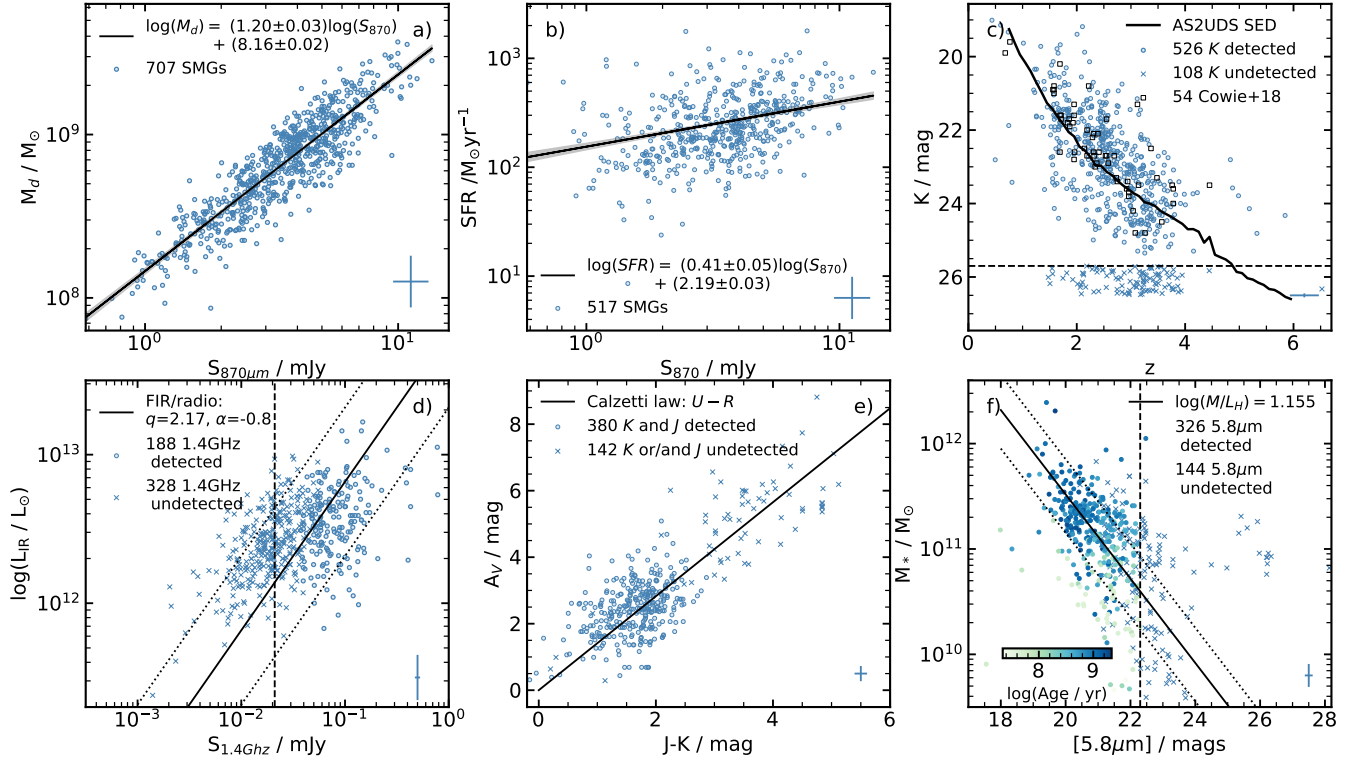 log(M_d) = (1.20±0.03)log(S_870)
+ (8.16±0.02)
707 SMGs
a)
10^9
10^8
M_d / M_⊙
10^0
10^1
S_870μm / mJy
b)
10^3
10^2
10^1
SFR /M_⊙yr^−1
log(SFR) = (0.41±0.05)log(S_870)
+ (2.19±0.03)
517 SMGs
10^0
10^1
S_870 / mJy
c)
AS2UDS SED
526 K detected
108 K undetected
54 Cowie+18
20
22
24
26
K / mag
0
2
4
6
z
FIR/radio:
q=2.17, α=-0.8
188 1.4GHz
detected
328 1.4GHz
undetected
d)
10^13
10^12
log(L_IR / L_⊙)
10^−3
10^−2
10^−1
10^0
S_1.4Ghz / mJy
Calzetti law: U − R
380 K and J detected
142 K or/and J undetected
e)
8
6
4
2
0
A_V / mag
0
2
4
6
J-K / mag
f)
log(M/L_H) = 1.155
326 5.8μm
detected
144 5.8μm
undetected
10^12
10^11
10^10
M_* / M_⊙
8
9
log(Age / yr)
18
20
22
24
26
28
[5.8μm] / mags